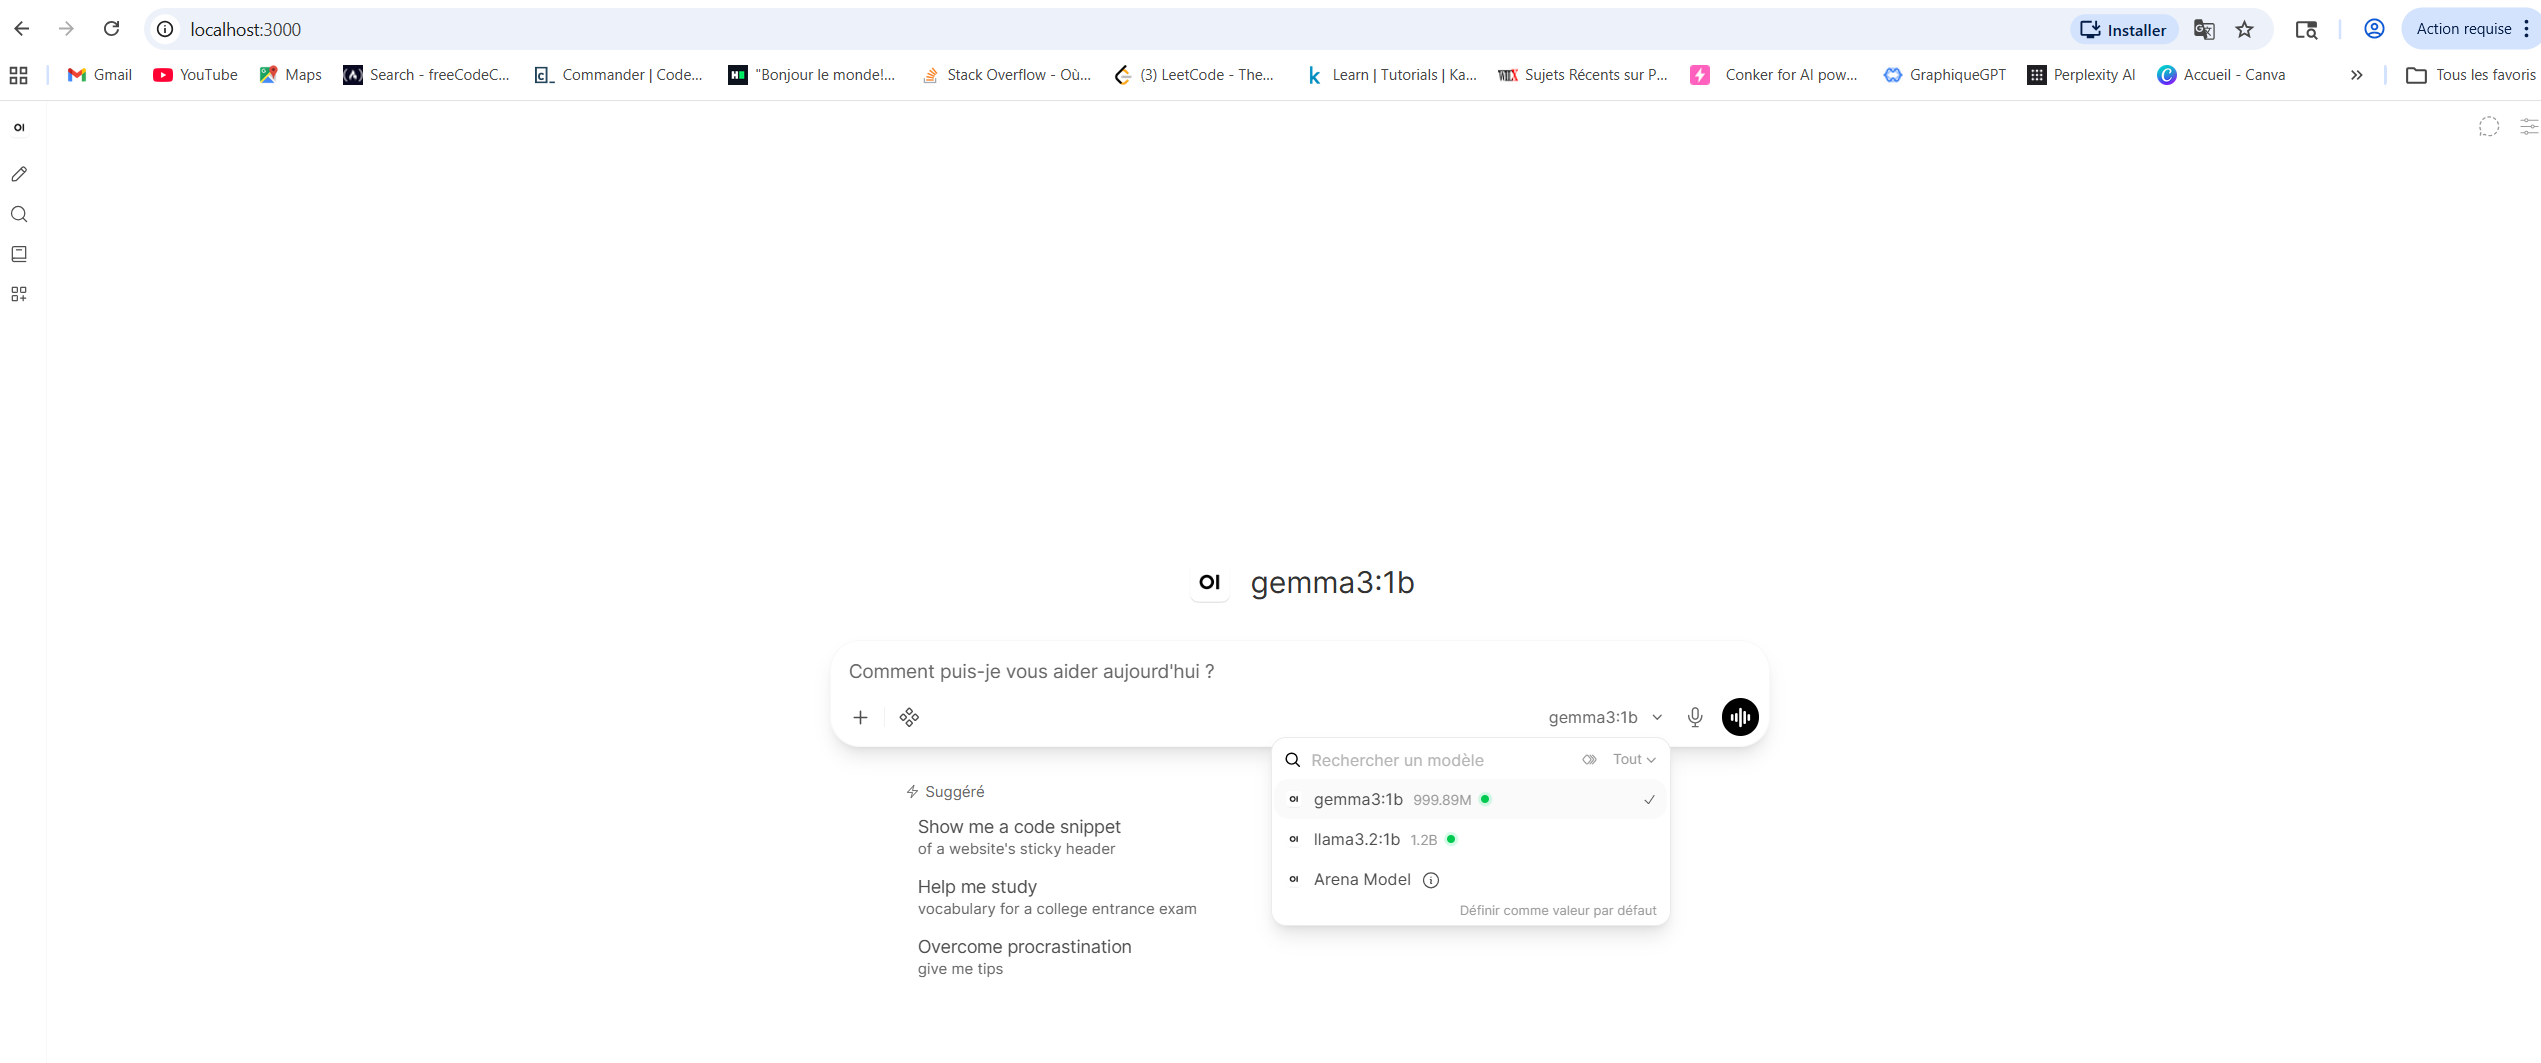 localhost:3000
Installer
Action requise
Gmail
YouTube
Maps
Search - freeCodeC...
Commander | Code...
"Bonjour le monde!...
Stack Overflow - Où...
(3) LeetCode - The...
Learn | Tutorials | Ka...
Sujets Récents sur P...
Conker for AI pow...
GraphiqueGPT
Perplexity AI
Accueil - Canva
Tous les favoris
OI
OI gemma3:1b
Comment puis-je vous aider aujourd'hui ?
gemma3:1b
Rechercher un modèle
Tout
OI gemma3:1b 999.89M
OI llama3.2:1b 1.2B
OI Arena Model
Définir comme valeur par défaut
Suggéré
Show me a code snippet
of a website's sticky header
Help me study
vocabulary for a college entrance exam
Overcome procrastination
give me tips